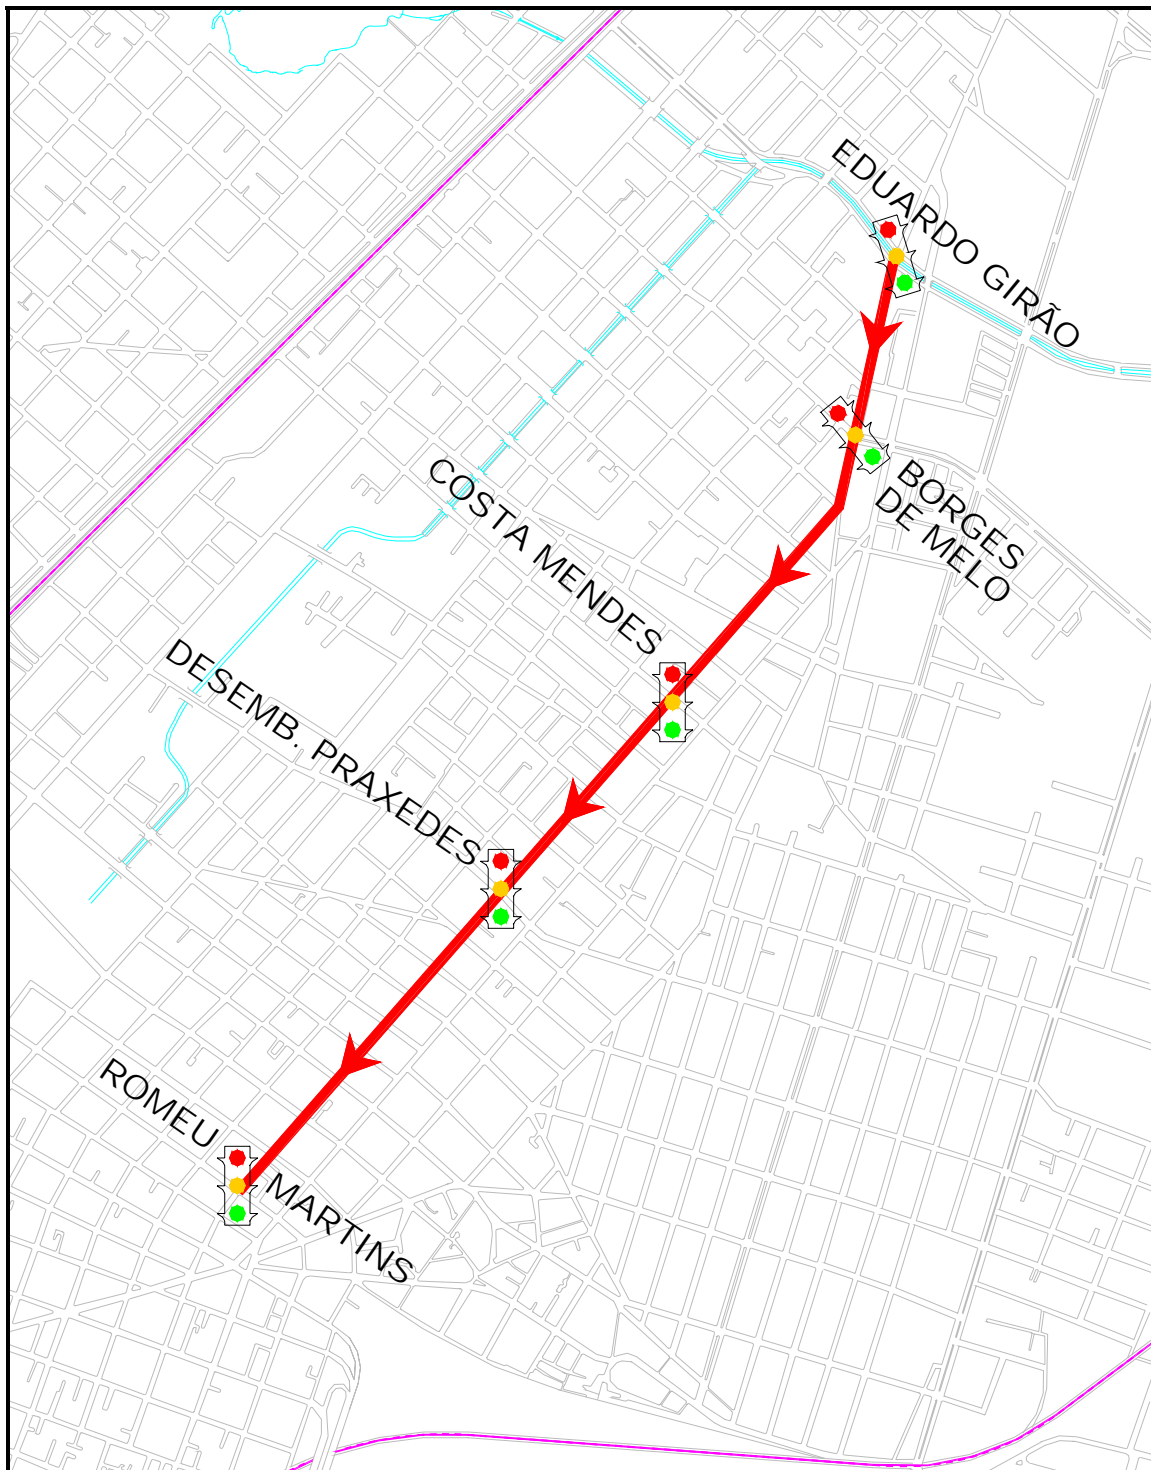 EDUARDO GIRÃO
BORGES
DE MELO
COSTA MENDES
DESEMB. PRAXEDES
ROMEU
MARTINS